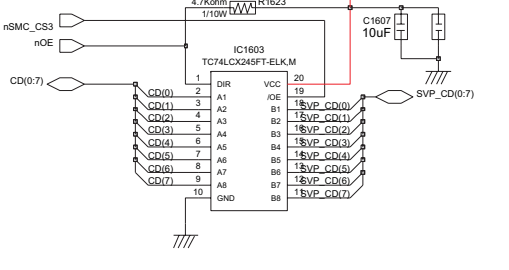 4.7Kohm R1623
1/10W
nSMC_CS3
nOE
C1607
10uF
IC1603
TC74LCX245FT-ELK,M
CD(0:7)
SVP_CD(0:7)
1 DIR VCC 20
CD(0) 2 A1 /OE 19
CD(1) 3 A2 B1 18 SVP_CD(0)
CD(2) 4 A3 B2 17 SVP_CD(1)
CD(3) 5 A4 B3 16 SVP_CD(2)
CD(4) 6 A5 B4 15 SVP_CD(3)
CD(5) 7 A6 B5 14 SVP_CD(4)
CD(6) 8 A7 B6 13 SVP_CD(5)
CD(7) 9 A8 B7 12 SVP_CD(6)
10 GND B8 11 SVP_CD(7)